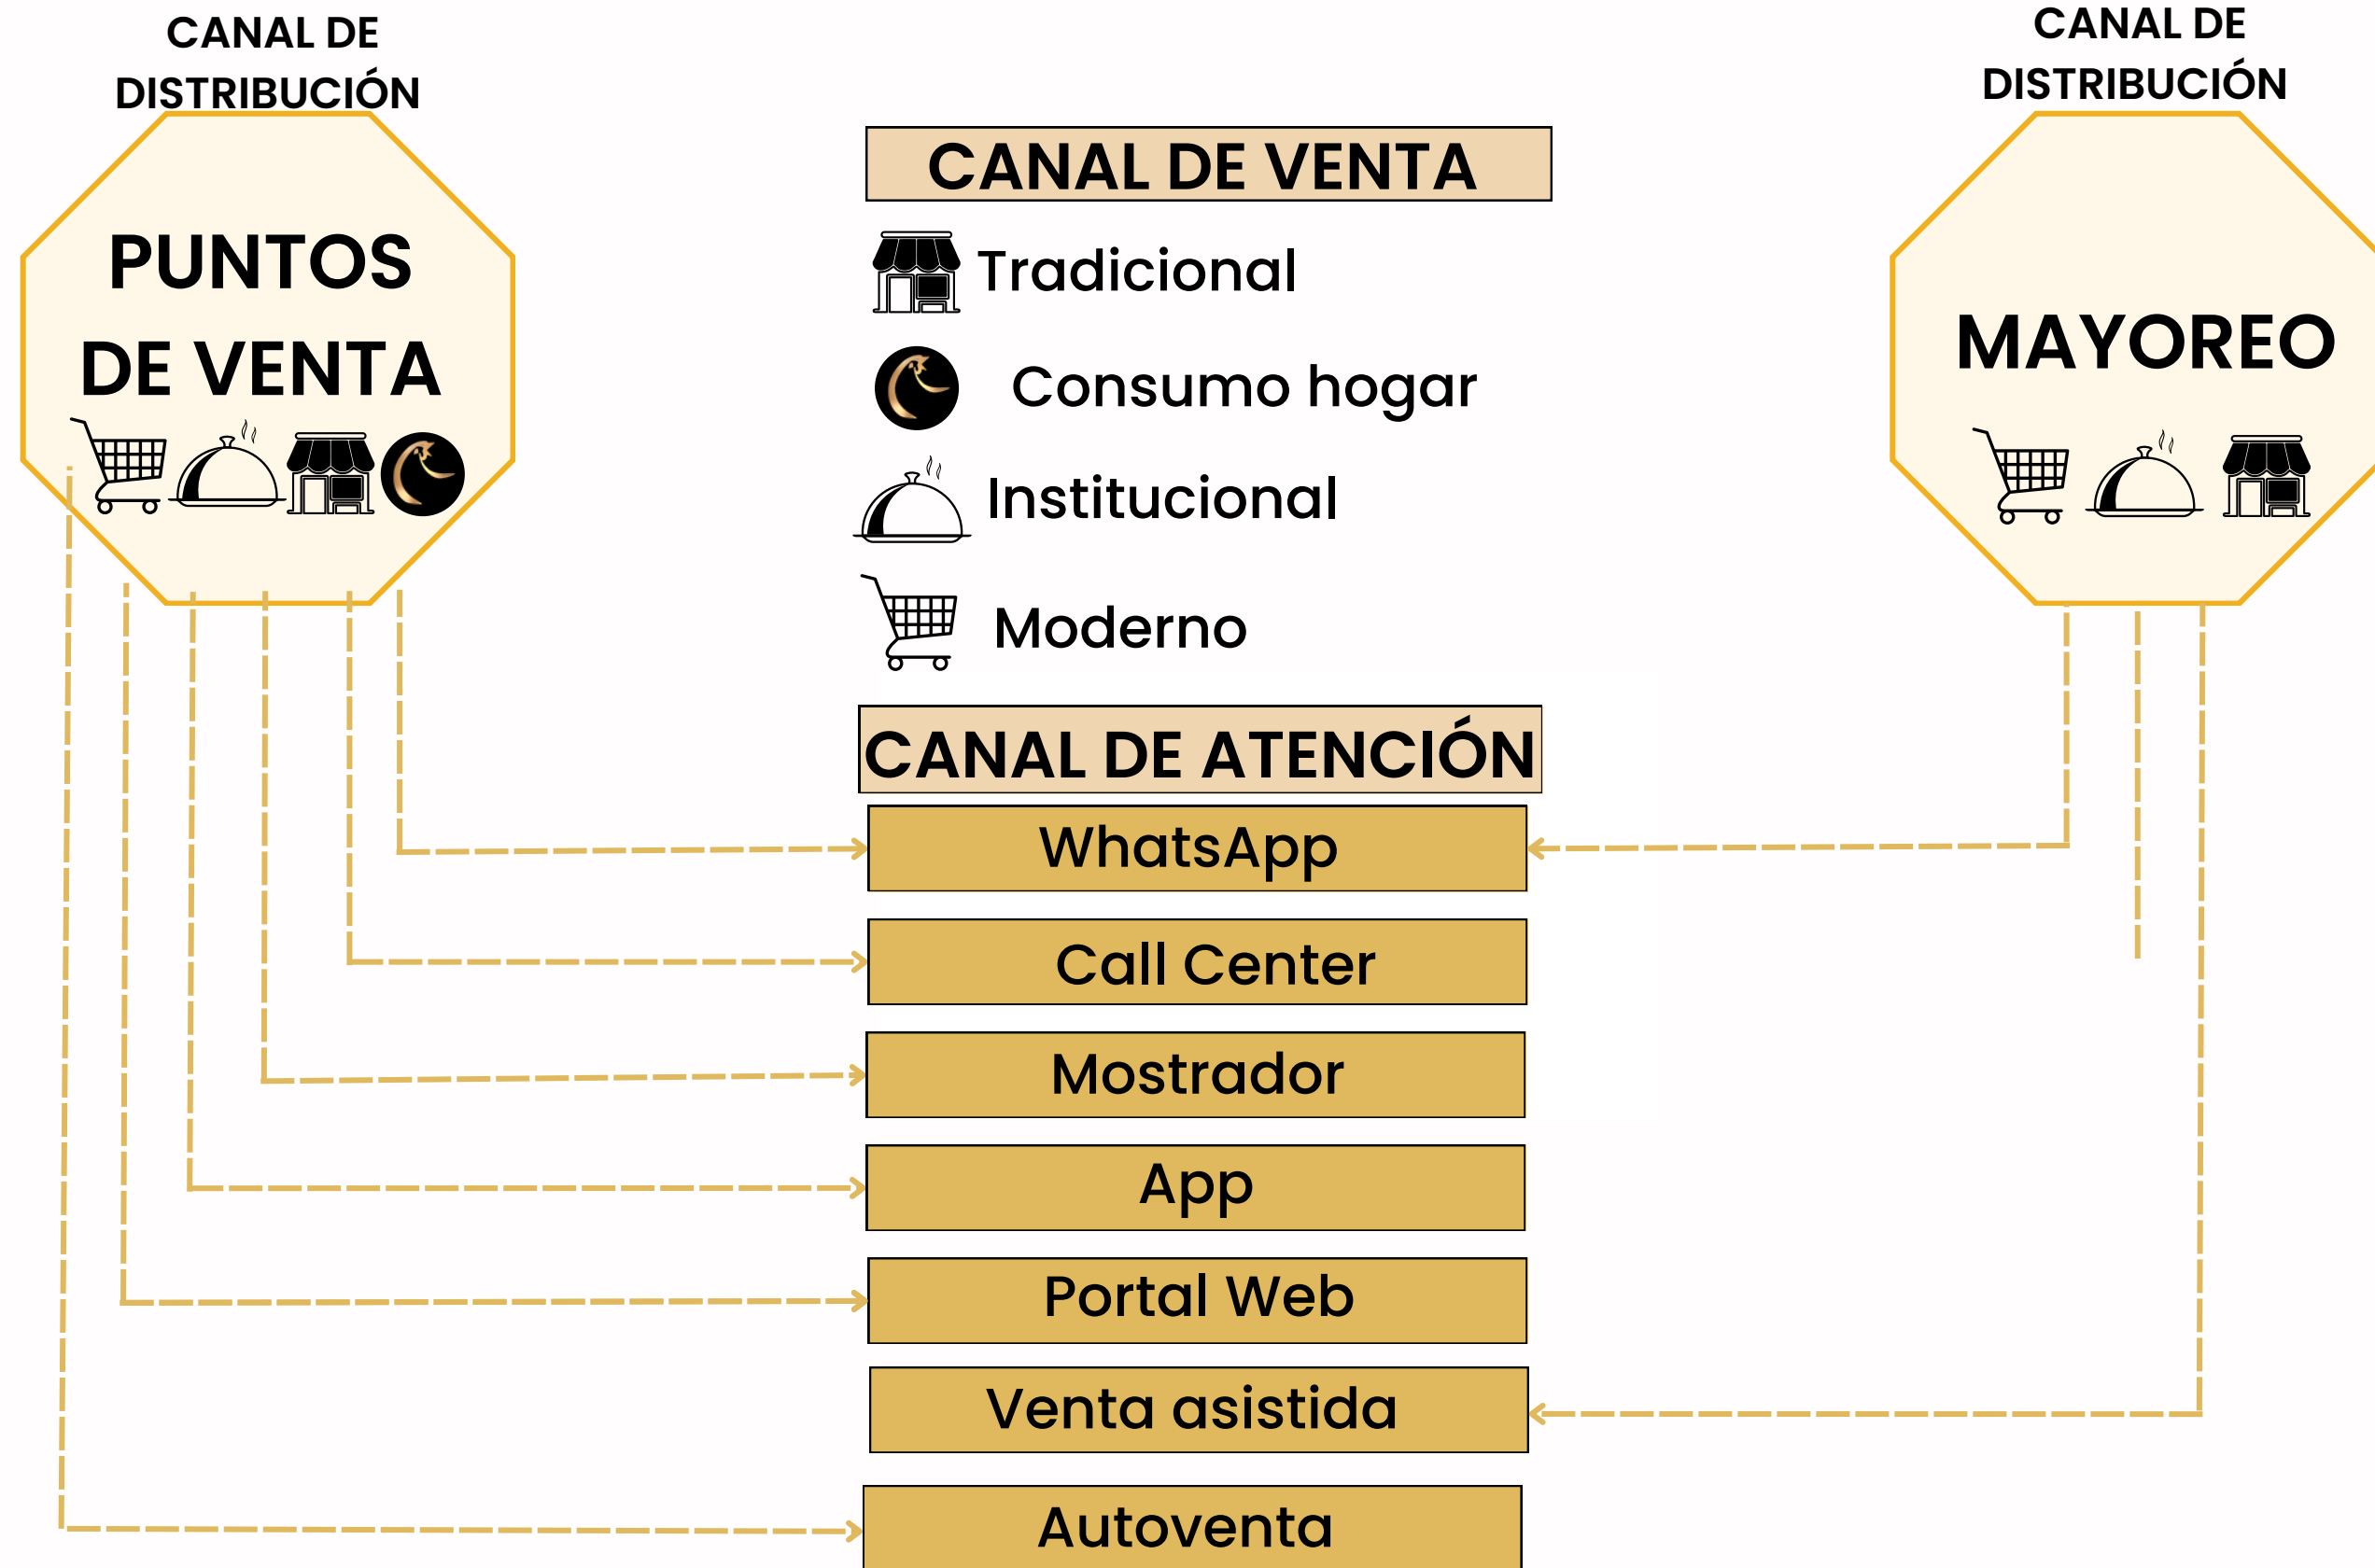 CANAL DE
DISTRIBUCIÓN
PUNTOS
DE VENTA
CANAL DE VENTA
Tradicional
Consumo hogar
Institucional
Moderno
CANAL DE ATENCIÓN
WhatsApp
Call Center
Mostrador
App
Portal Web
Venta asistida
Autoventa
CANAL DE
DISTRIBUCIÓN
MAYOREO